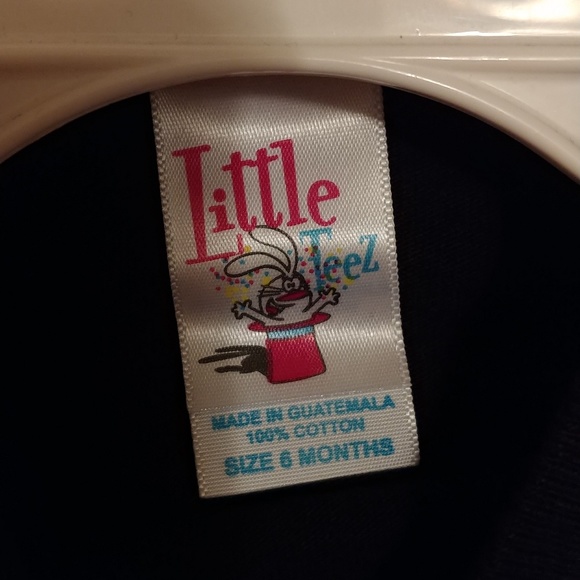 Little
Teez
MADE IN GUATEMALA
100% COTTON
SIZE 6 MONTHS